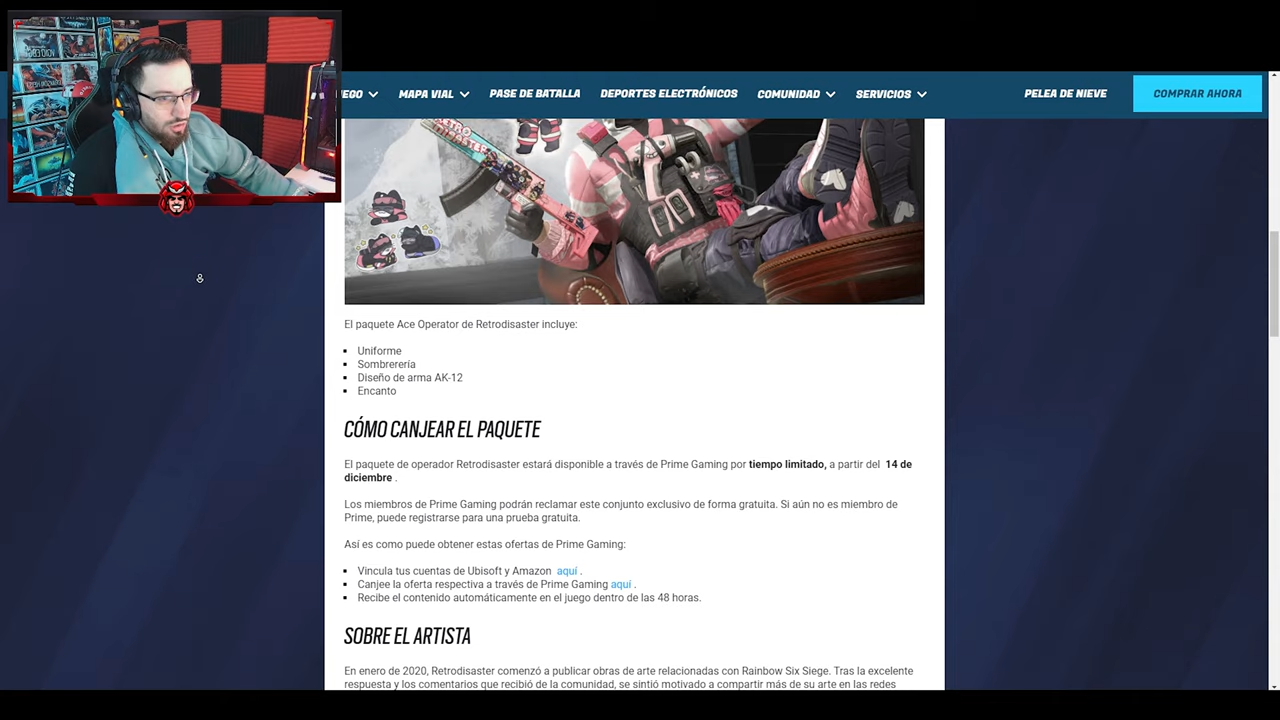 UEGO
MAPA VIAL
PASE DE BATALLA
DEPORTES ELECTRÓNICOS
COMUNIDAD
SERVICIOS
PELEA DE NIEVE
COMPRAR AHORA
El paquete Ace Operator de Retrodisaster incluye:
Uniforme
Sombrerería
Diseño de arma AK-12
Encanto
CÓMO CANJEAR EL PAQUETE
El paquete de operador Retrodisaster estará disponible a través de Prime Gaming por tiempo limitado, a partir del 14 de
diciembre .
Los miembros de Prime Gaming podrán reclamar este conjunto exclusivo de forma gratuita. Si aún no es miembro de
Prime, puede registrarse para una prueba gratuita.
Así es como puede obtener estas ofertas de Prime Gaming:
Vincula tus cuentas de Ubisoft y Amazon aquí .
Canjee la oferta respectiva a través de Prime Gaming aquí .
Recibe el contenido automáticamente en el juego dentro de las 48 horas.
SOBRE EL ARTISTA
En enero de 2020, Retrodisaster comenzó a publicar obras de arte relacionadas con Rainbow Six Siege. Tras la excelente
respuesta y los comentarios que recibió de la comunidad, se sintió motivado a compartir más de su arte en las redes